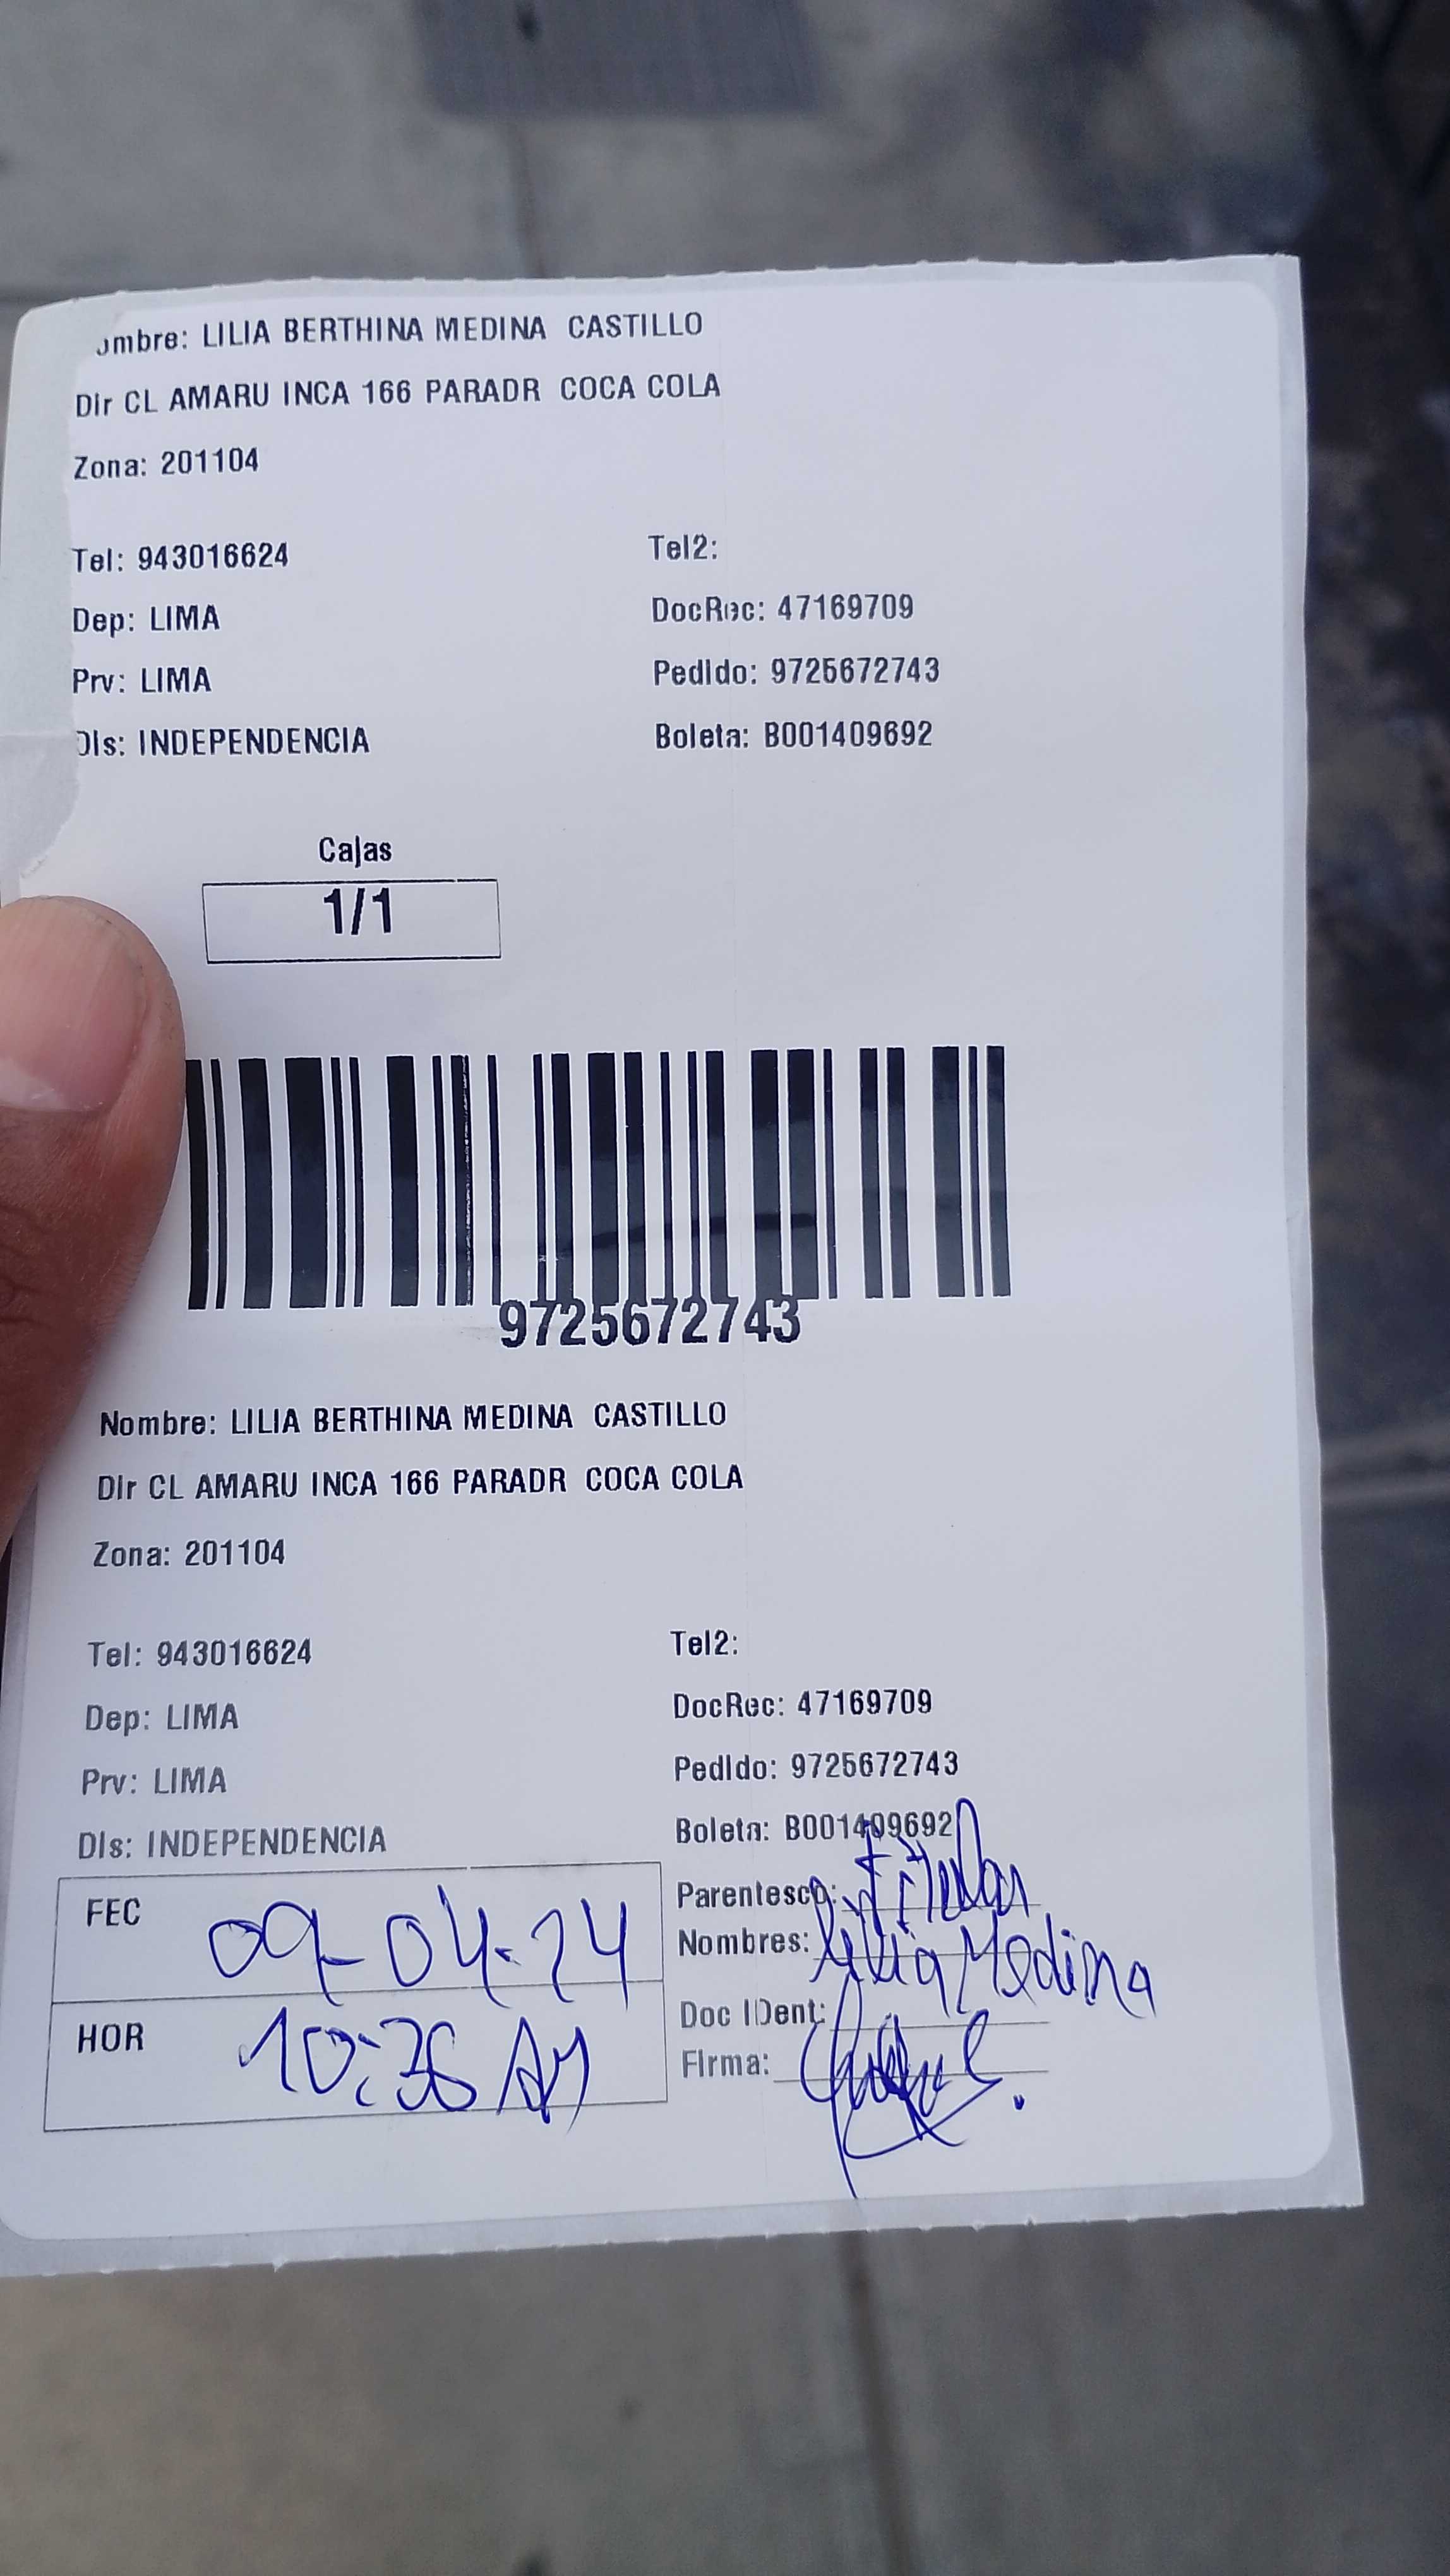 ombre: LILIA BERTHINA MEDINA CASTILLO
Dir CL AMARU INCA 166 PARADR COCA COLA
Zona: 201104
Tel: 943016624 Tel2:
Dep: LIMA DocRec: 47169709
Prv: LIMA Pedido: 9725672743
Dis: INDEPENDENCIA Boleta: B001409692
Cajas
1/1
9725672743
Nombre: LILIA BERTHINA MEDINA CASTILLO
Dir CL AMARU INCA 166 PARADR COCA COLA
Zona: 201104
Tel: 943016624 Tel2:
Dep: LIMA DocRec: 47169709
Prv: LIMA Pedido: 9725672743
Dis: INDEPENDENCIA Boleta: B001409692
FEC 09-04-24 Parentesco: titular
Nombres: Lilia Medina
HOR 10:36 AM Doc IDent:
Firma: